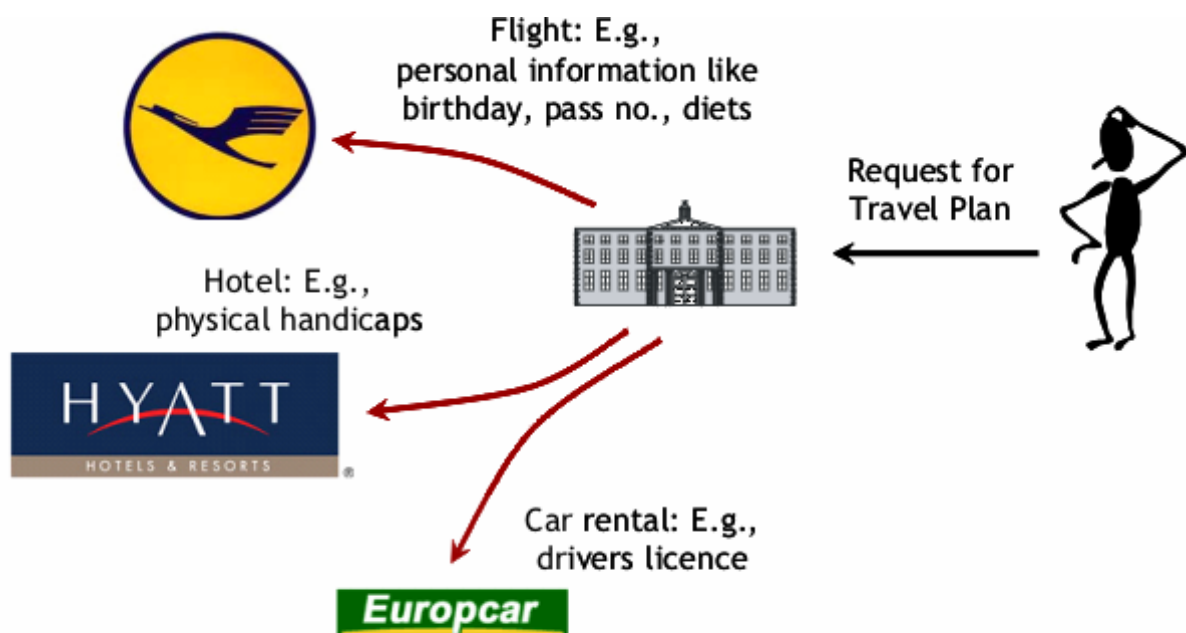 Flight: E.g.,
personal information like
birthday, pass no., diets
Request for
Travel Plan
Hotel: E.g.,
physical handicaps
HYATT
HOTELS & RESORTS ®
Car rental: E.g.,
drivers licence
Europcar